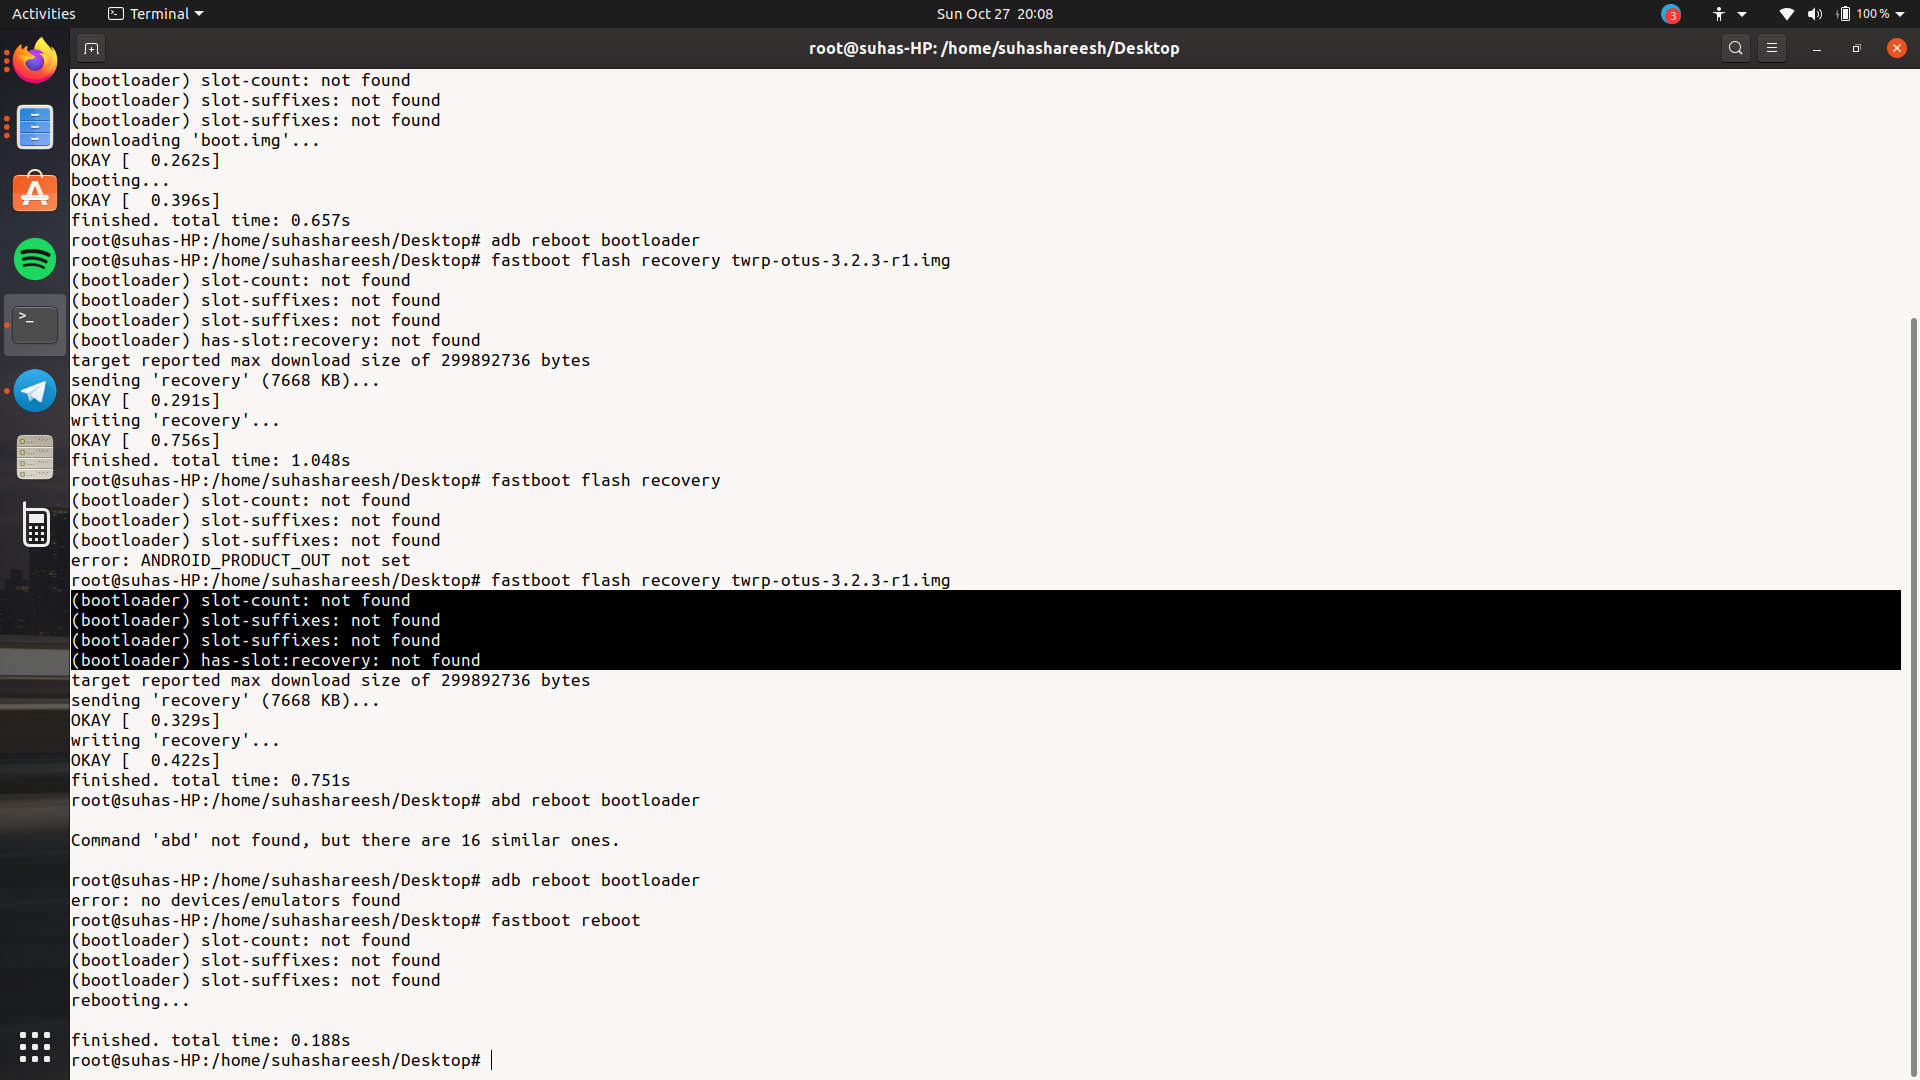 Activities
Terminal
Sun Oct 27 20:08
3
100 %
root@suhas-HP: /home/suhashareesh/Desktop
(bootloader) slot-count: not found
(bootloader) slot-suffixes: not found
(bootloader) slot-suffixes: not found
downloading 'boot.img'...
OKAY [  0.262s]
booting...
OKAY [  0.396s]
finished. total time: 0.657s
root@suhas-HP:/home/suhashareesh/Desktop# adb reboot bootloader
root@suhas-HP:/home/suhashareesh/Desktop# fastboot flash recovery twrp-otus-3.2.3-r1.img
(bootloader) slot-count: not found
(bootloader) slot-suffixes: not found
(bootloader) slot-suffixes: not found
(bootloader) has-slot:recovery: not found
target reported max download size of 299892736 bytes
sending 'recovery' (7668 KB)...
OKAY [  0.291s]
writing 'recovery'...
OKAY [  0.756s]
finished. total time: 1.048s
root@suhas-HP:/home/suhashareesh/Desktop# fastboot flash recovery
(bootloader) slot-count: not found
(bootloader) slot-suffixes: not found
(bootloader) slot-suffixes: not found
error: ANDROID_PRODUCT_OUT not set
root@suhas-HP:/home/suhashareesh/Desktop# fastboot flash recovery twrp-otus-3.2.3-r1.img
(bootloader) slot-count: not found
(bootloader) slot-suffixes: not found
(bootloader) slot-suffixes: not found
(bootloader) has-slot:recovery: not found
target reported max download size of 299892736 bytes
sending 'recovery' (7668 KB)...
OKAY [  0.329s]
writing 'recovery'...
OKAY [  0.422s]
finished. total time: 0.751s
root@suhas-HP:/home/suhashareesh/Desktop# abd reboot bootloader
Command 'abd' not found, but there are 16 similar ones.
root@suhas-HP:/home/suhashareesh/Desktop# adb reboot bootloader
error: no devices/emulators found
root@suhas-HP:/home/suhashareesh/Desktop# fastboot reboot
(bootloader) slot-count: not found
(bootloader) slot-suffixes: not found
(bootloader) slot-suffixes: not found
rebooting...
finished. total time: 0.188s
root@suhas-HP:/home/suhashareesh/Desktop#